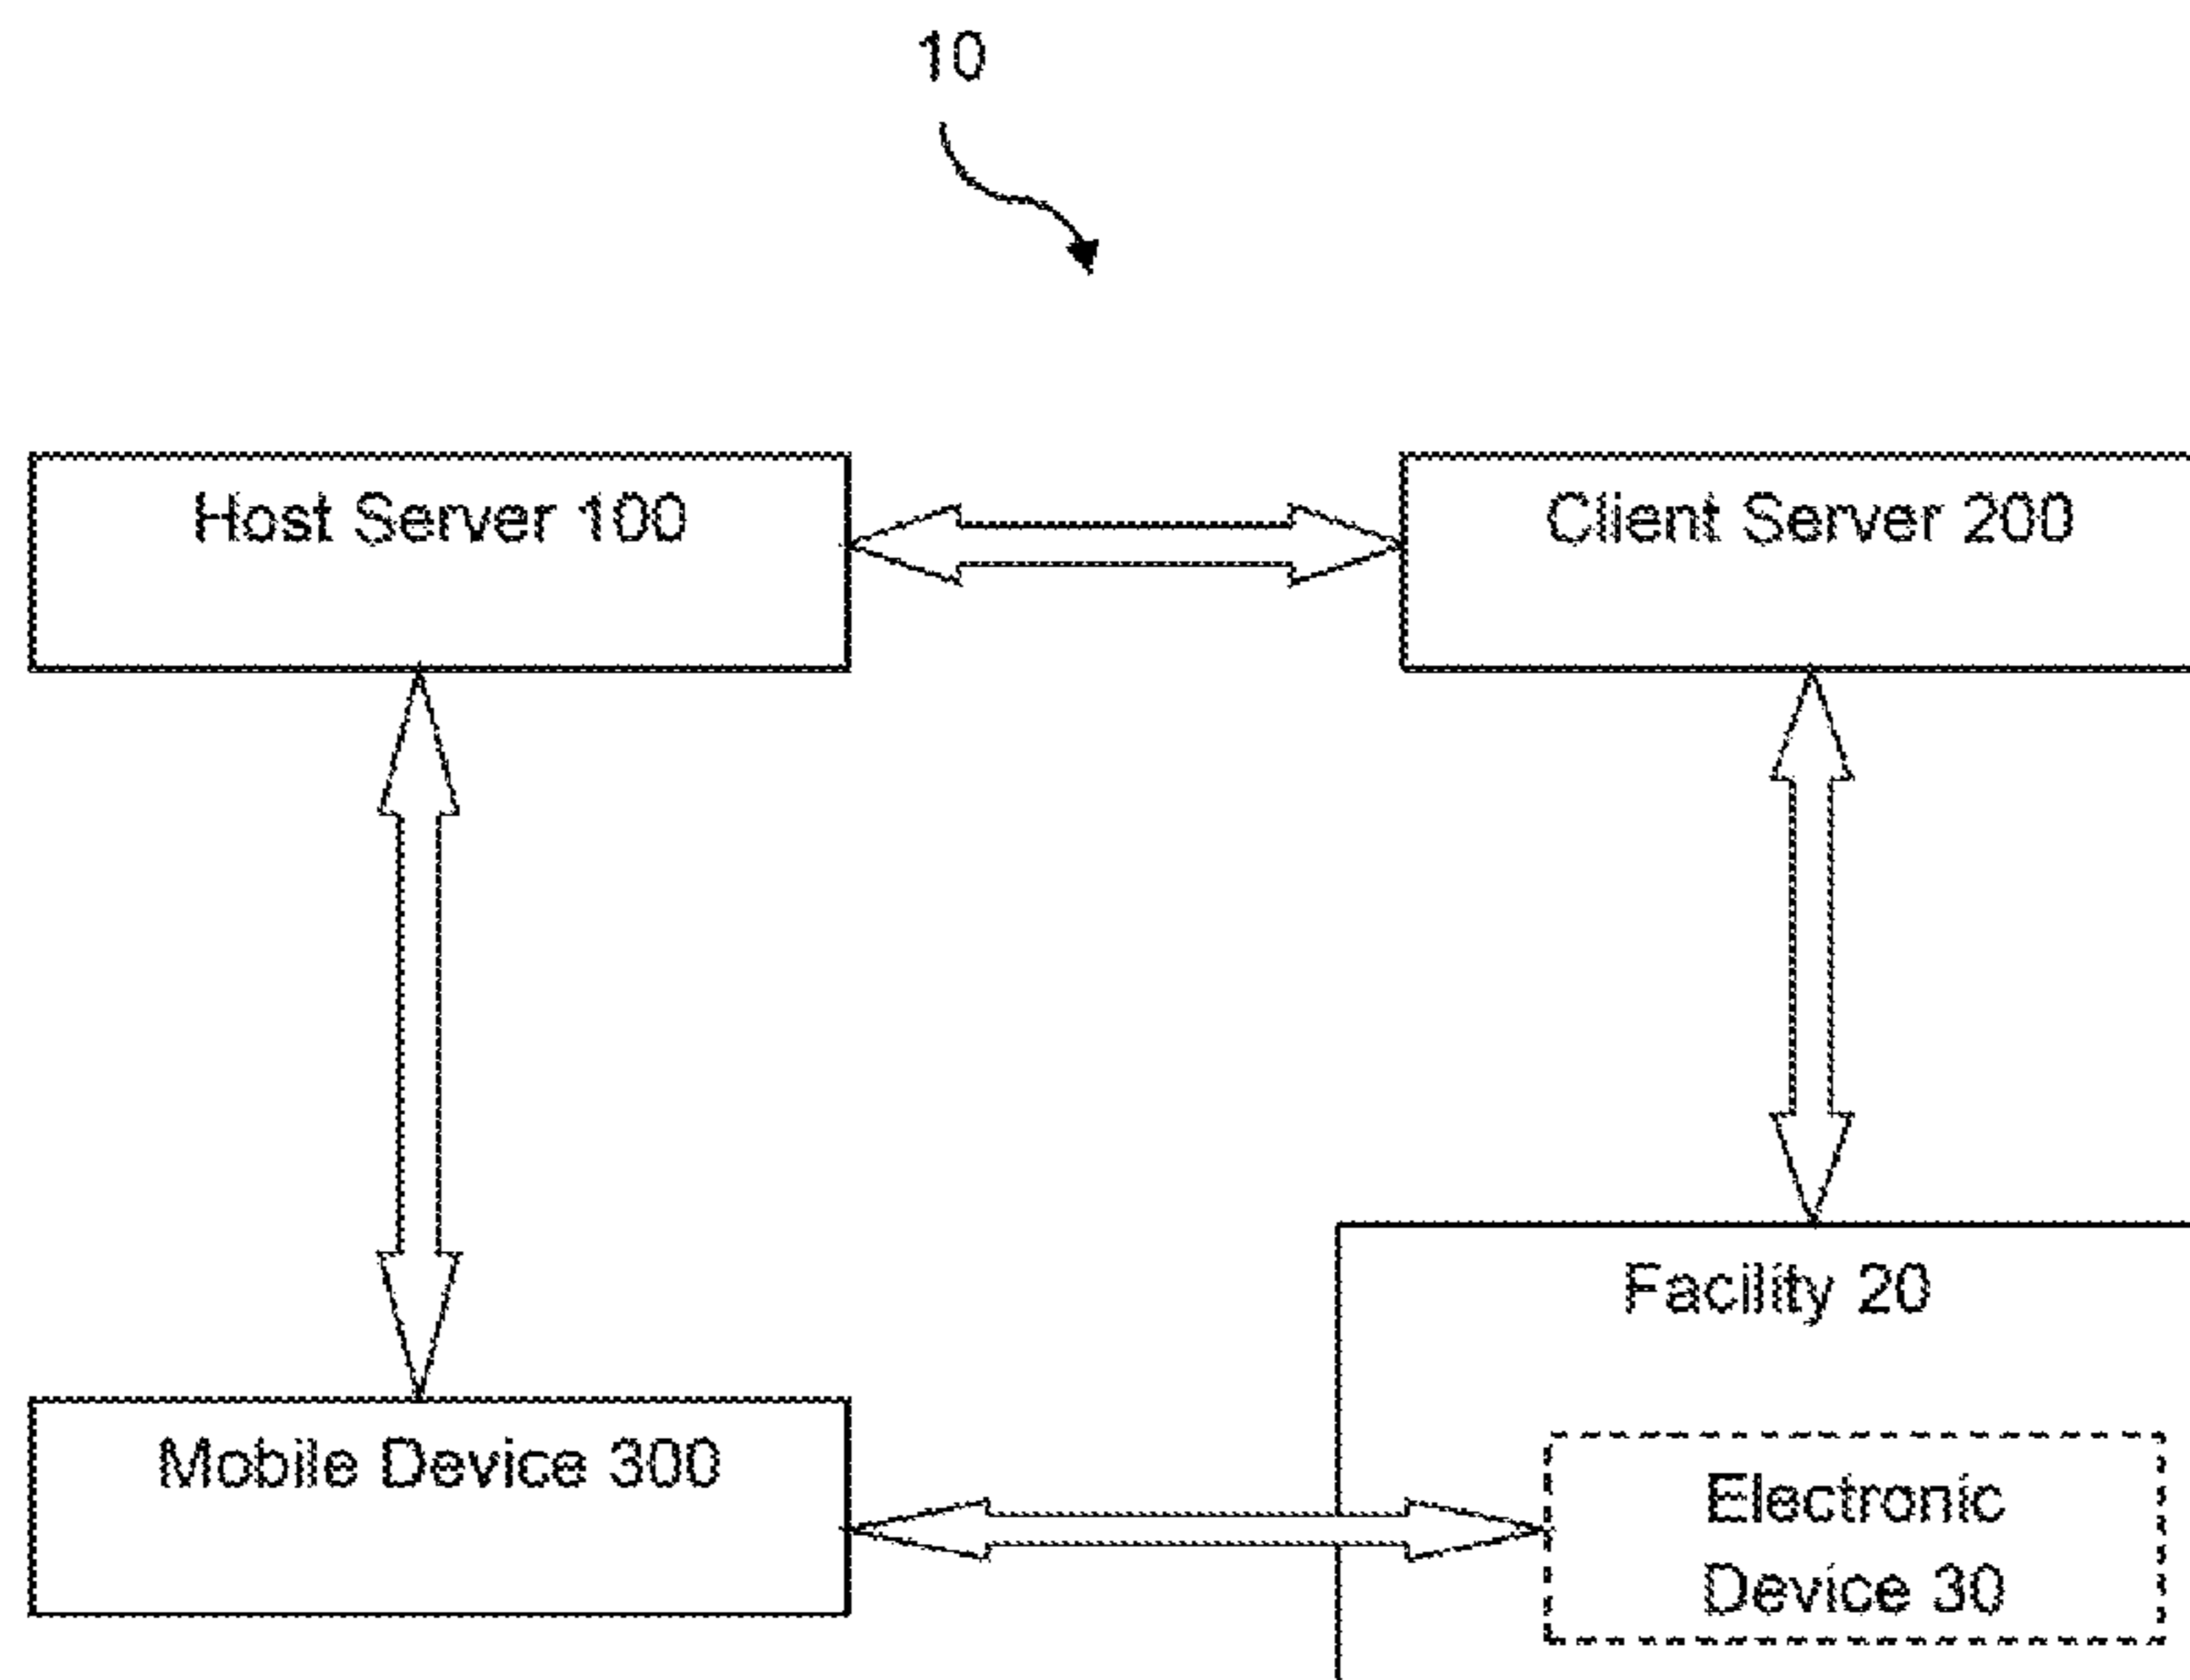 10
Host Server 100
Client Server 200
Facility 20
Mobile Device 300
Electronic
Device 30